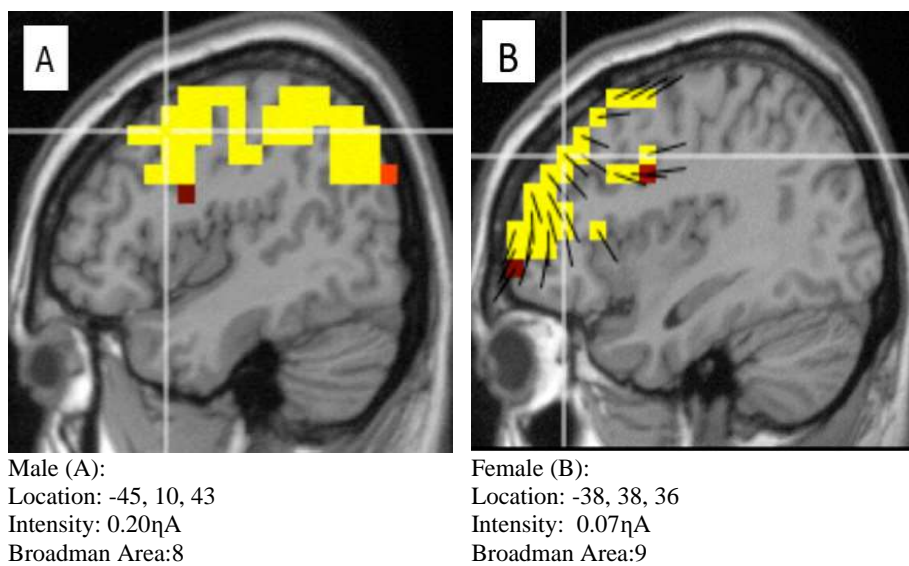 A
B
Male (A):
Location: -45, 10, 43
Intensity: 0.20ηA
Broadman Area:8
Female (B):
Location: -38, 38, 36
Intensity:  0.07ηA
Broadman Area:9